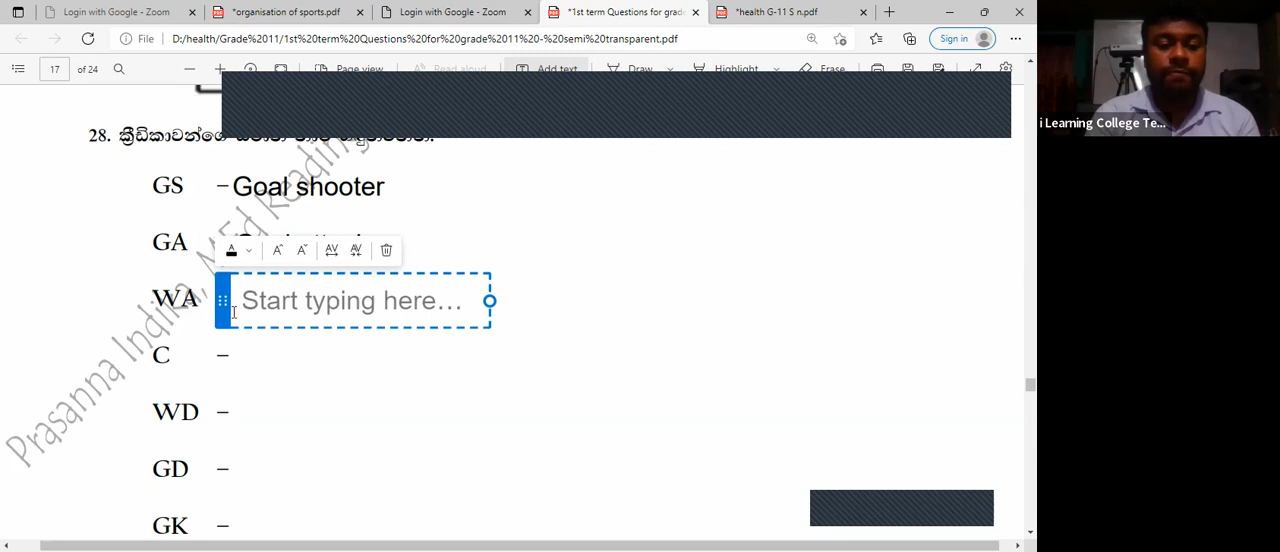 Login with Google - Zoom
*organisation of sports.pdf
Login with Google - Zoom
*1st term Questions for grade
*health G-11 S n.pdf
File
D:/health/Grade%2011/1st%20term%20Questions%20for%20grade%2011%20-%20semi%20transparent.pdf
Sign in
17 of 24
Page view
Read aloud
Add text
Draw
Highlight
Erase
i Learning College Te...
28. ක්‍රීඩිකාවන්ගේ
GS – Goal shooter
GA
WA Start typing here...
C –
WD –
GD –
GK –
Prasanna Indika, MEd Reading